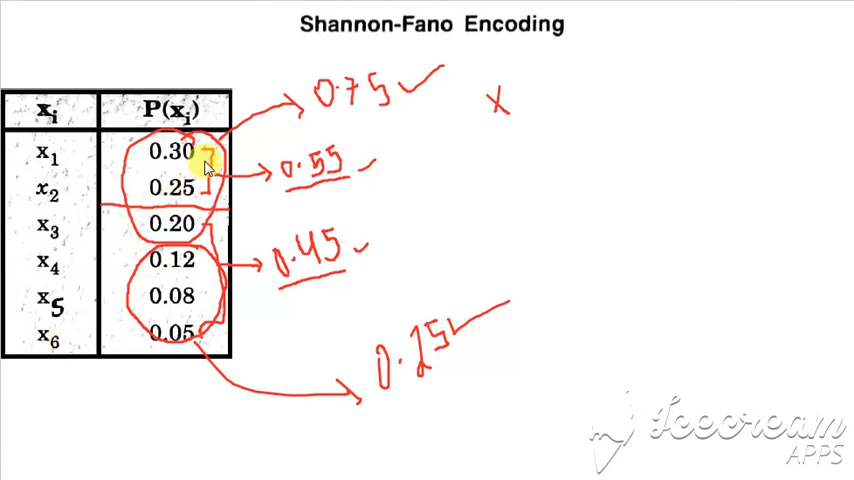 Shannon-Fano Encoding
xᵢ P(xᵢ)
x₁ 0.30
x₂ 0.25
x₃ 0.20
x₄ 0.12
x5 0.08
x₆ 0.05
0.75 ✓
x
0.55 ✓
0.45 ✓
0.25 ✓
Icecream
APPS